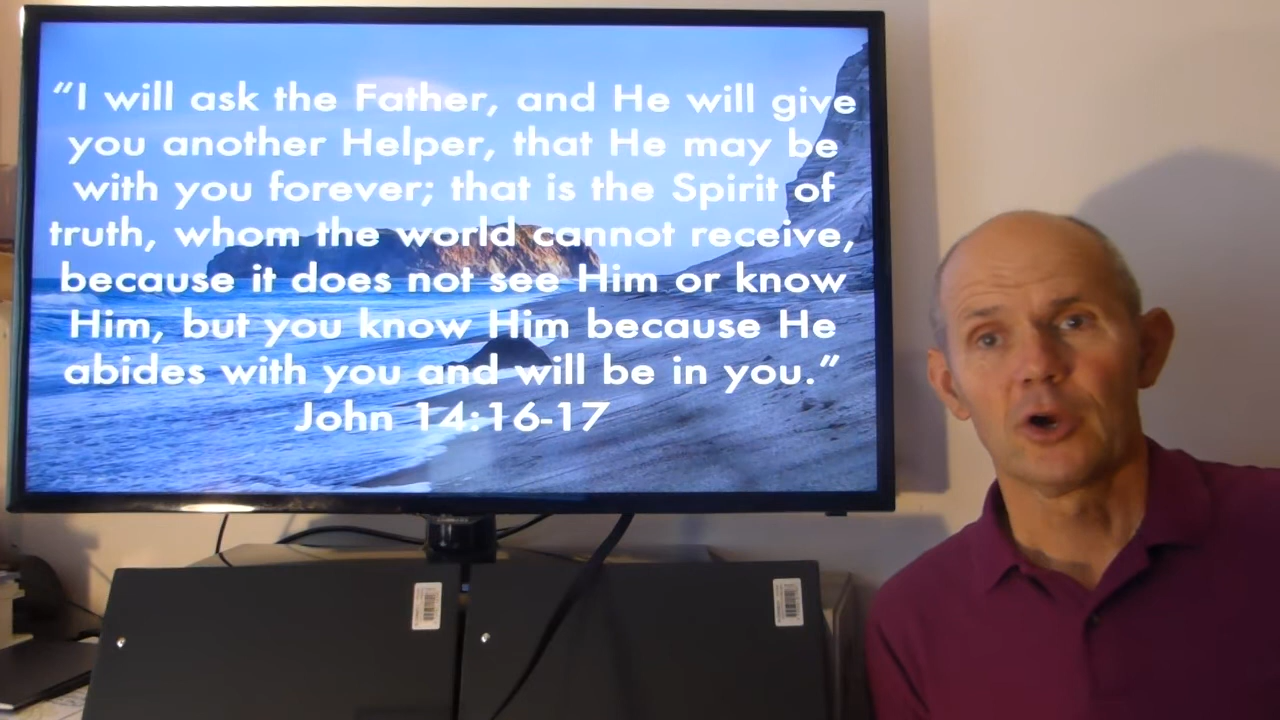 “I will ask the Father, and He will give
you another Helper, that He may be
with you forever; that is the Spirit of
truth, whom the world cannot receive,
because it does not see Him or know
Him, but you know Him because He
abides with you and will be in you.”
John 14:16-17